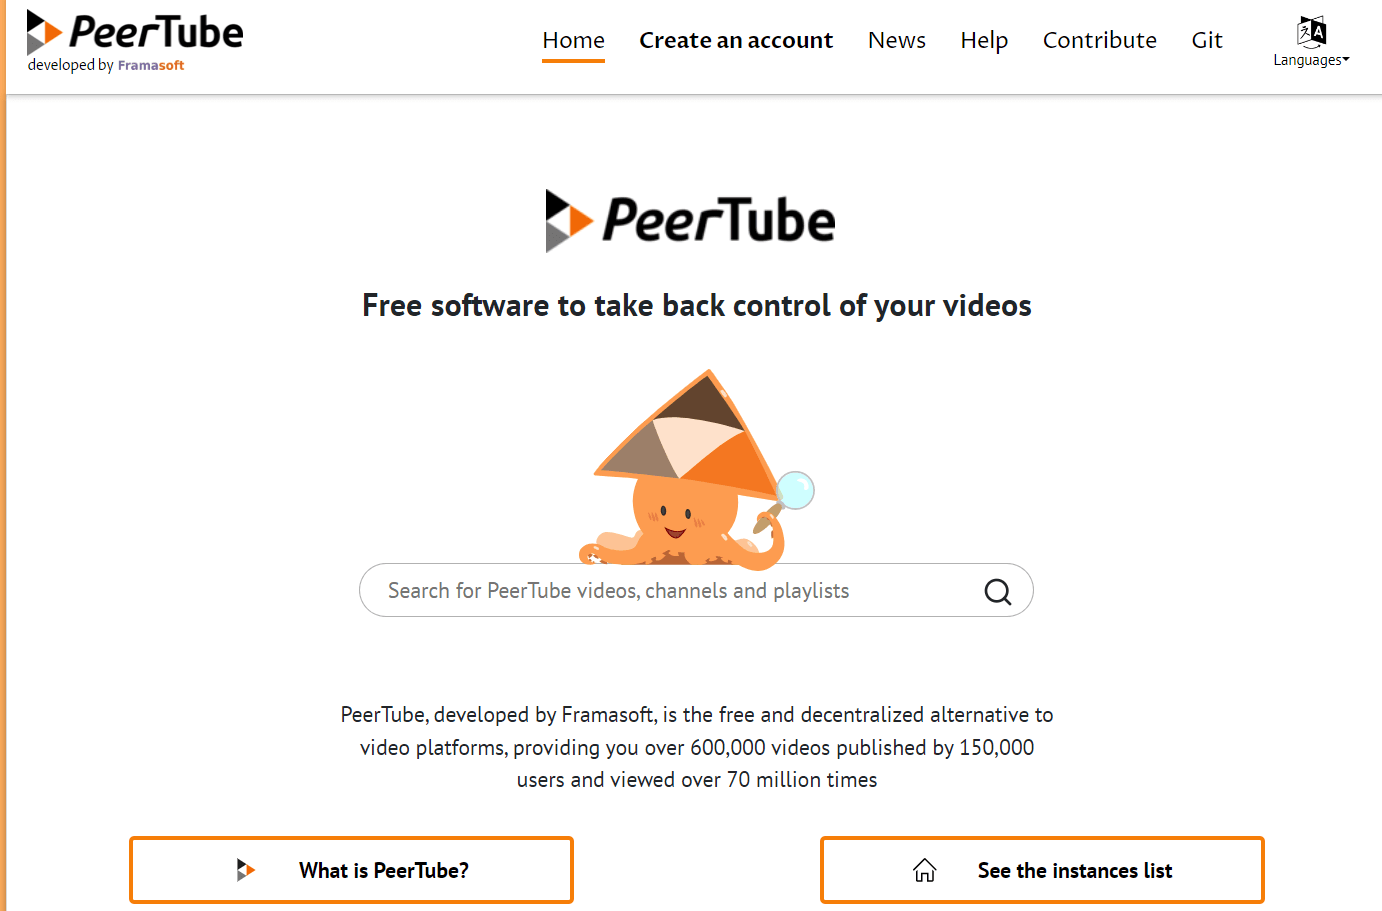 PeerTube
developed by Framasoft
Home
Create an account
News
Help
Contribute
Git
Languages
PeerTube
Free software to take back control of your videos
Search for PeerTube videos, channels and playlists
PeerTube, developed by Framasoft, is the free and decentralized alternative to
video platforms, providing you over 600,000 videos published by 150,000
users and viewed over 70 million times
What is PeerTube?
See the instances list